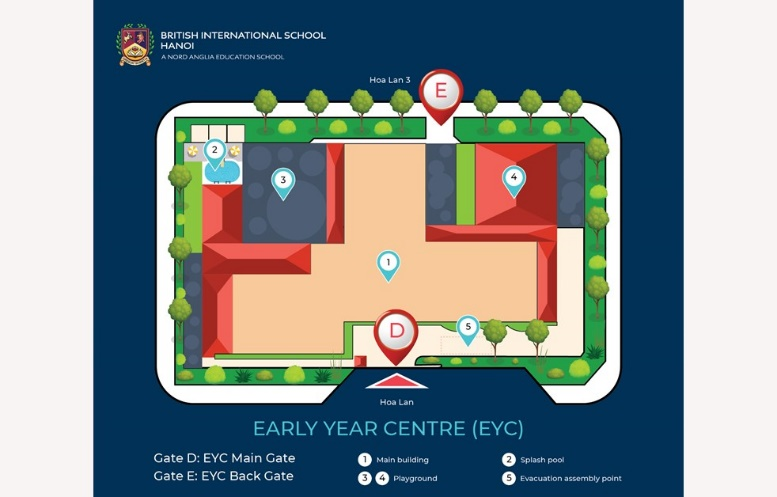 BRITISH INTERNATIONAL SCHOOL
HANOI
A NORD ANGLIA EDUCATION SCHOOL
Hoa Lan 3
E
2
3
4
1
D
5
Hoa Lan
EARLY YEAR CENTRE (EYC)
Gate D: EYC Main Gate
Gate E: EYC Back Gate
1 Main building
2 Splash pool
3 4 Playground
5 Evacuation assembly point